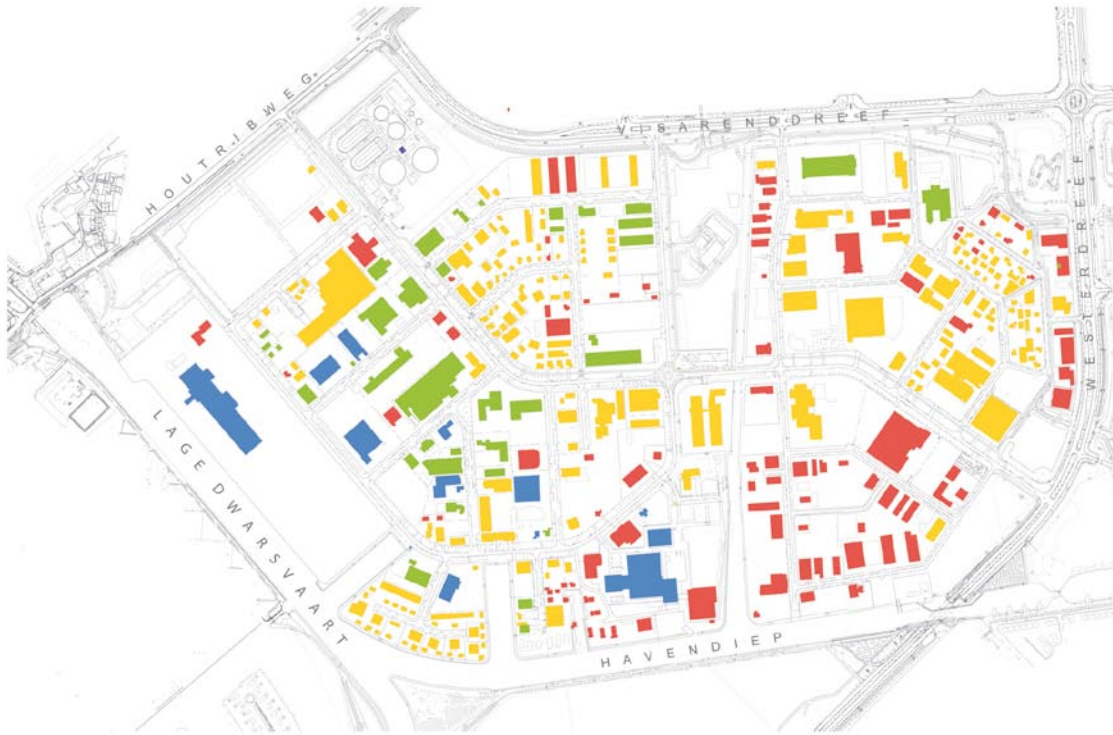 HOUTRIBWEG
VISARENDDREEF
WESTERDREEF
LAGE DWARSVAART
HAVENDIEP